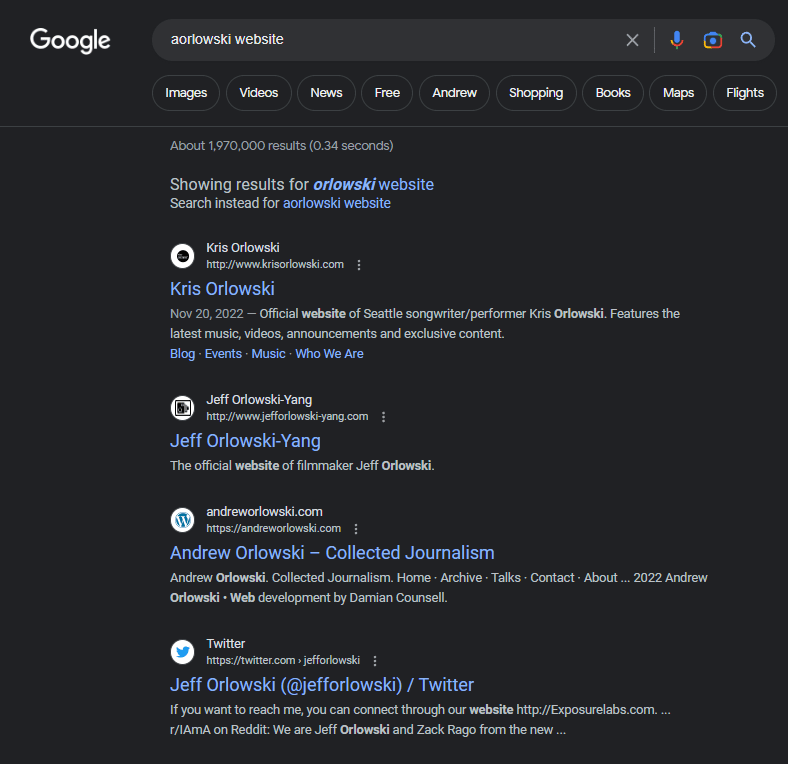 Google
aorlowski website
Images
Videos
News
Free
Andrew
Shopping
Books
Maps
Flights
About 1,970,000 results (0.34 seconds)
Showing results for orlowski website
Search instead for aorlowski website
Kris Orlowski
http://www.krisorlowski.com
Kris Orlowski
Nov 20, 2022 — Official website of Seattle songwriter/performer Kris Orlowski. Features the
latest music, videos, announcements and exclusive content.
Blog · Events · Music · Who We Are
Jeff Orlowski-Yang
http://www.jefforlowski-yang.com
Jeff Orlowski-Yang
The official website of filmmaker Jeff Orlowski.
andreworlowski.com
https://andreworlowski.com
Andrew Orlowski – Collected Journalism
Andrew Orlowski. Collected Journalism. Home · Archive · Talks · Contact · About ... 2022 Andrew
Orlowski • Web development by Damian Counsell.
Twitter
https://twitter.com › jefforlowski
Jeff Orlowski (@jefforlowski) / Twitter
If you want to reach me, you can connect through our website http://Exposurelabs.com. ...
r/IAmA on Reddit: We are Jeff Orlowski and Zack Rago from the new ...